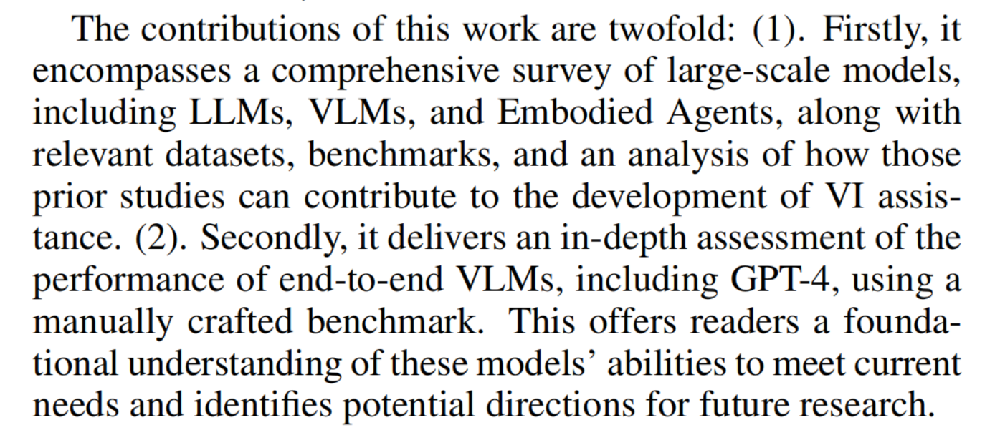 The contributions of this work are twofold: (1). Firstly, it
encompasses a comprehensive survey of large-scale models,
including LLMs, VLMs, and Embodied Agents, along with
relevant datasets, benchmarks, and an analysis of how those
prior studies can contribute to the development of VI assis-
tance. (2). Secondly, it delivers an in-depth assessment of the
performance of end-to-end VLMs, including GPT-4, using a
manually crafted benchmark. This offers readers a founda-
tional understanding of these models’ abilities to meet current
needs and identifies potential directions for future research.